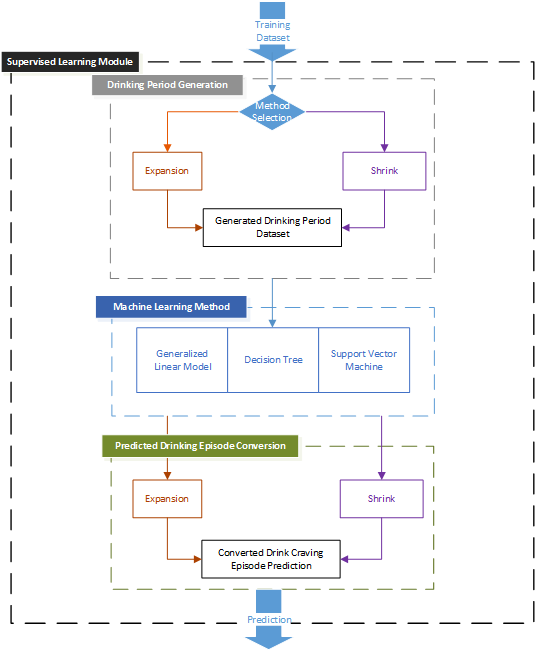 Training
Dataset
Supervised Learning Module
Drinking Period Generation
Method
Selection
Expansion
Shrink
Generated Drinking Period
Dataset
Machine Learning Method
Generalized
Linear Model
Decision Tree
Support Vector
Machine
Predicted Drinking Episode Conversion
Expansion
Shrink
Converted Drink Craving
Episode Prediction
Prediction